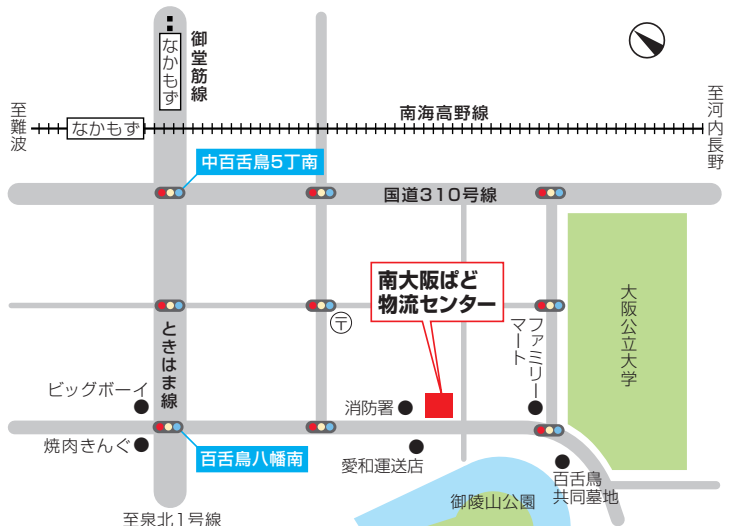 御堂筋線
なかもず
至難波
なかもず
南海高野線
至河内長野
中百舌鳥5丁南
国道310号線
南大阪ぱど
物流センター
〒
ファミリー
マート
大阪公立大学
ときはま線
ビッグボーイ
消防署
焼肉きんぐ
百舌鳥八幡南
愛和運送店
百舌鳥
共同墓地
御陵山公園
至泉北1号線